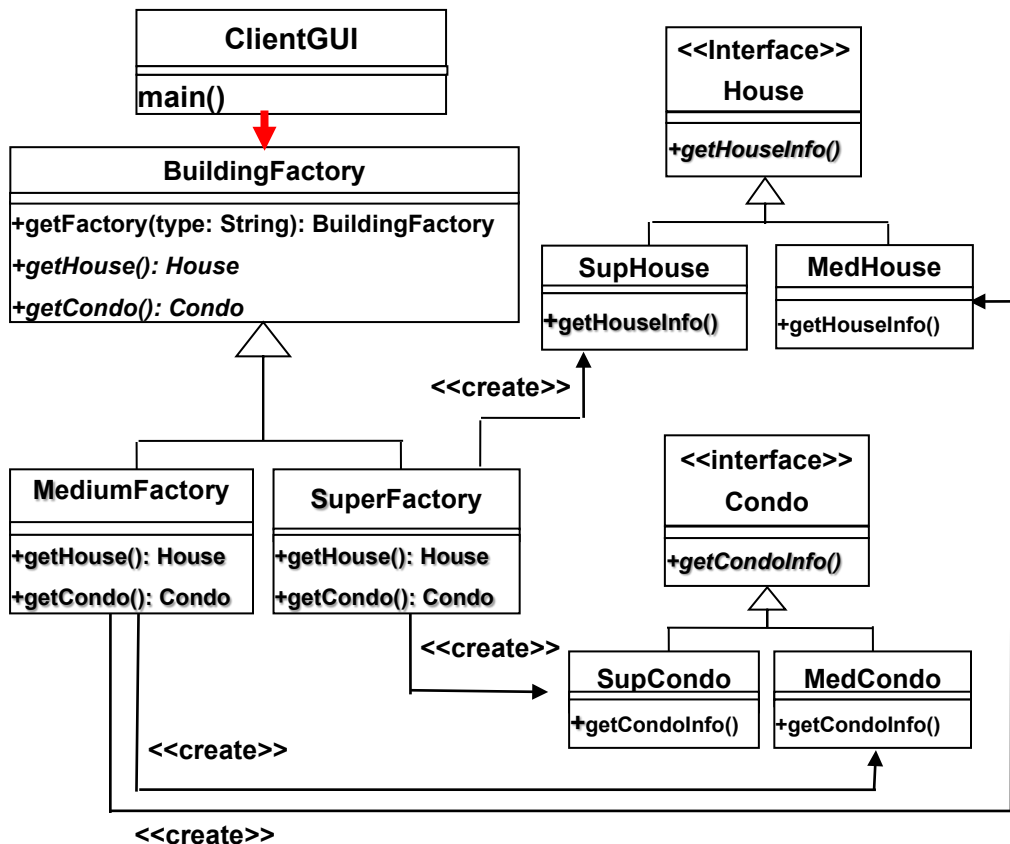 ClientGUI
main()
BuildingFactory
+getFactory(type: String): BuildingFactory
+getHouse(): House
+getCondo(): Condo
<<Interface>>
House
+getHouseInfo()
SupHouse
+getHouseInfo()
MedHouse
+getHouseInfo()
<<create>>
MediumFactory
+getHouse(): House
+getCondo(): Condo
SuperFactory
+getHouse(): House
+getCondo(): Condo
<<interface>>
Condo
+getCondoInfo()
<<create>>
SupCondo
+getCondoInfo()
MedCondo
+getCondoInfo()
<<create>>
<<create>>